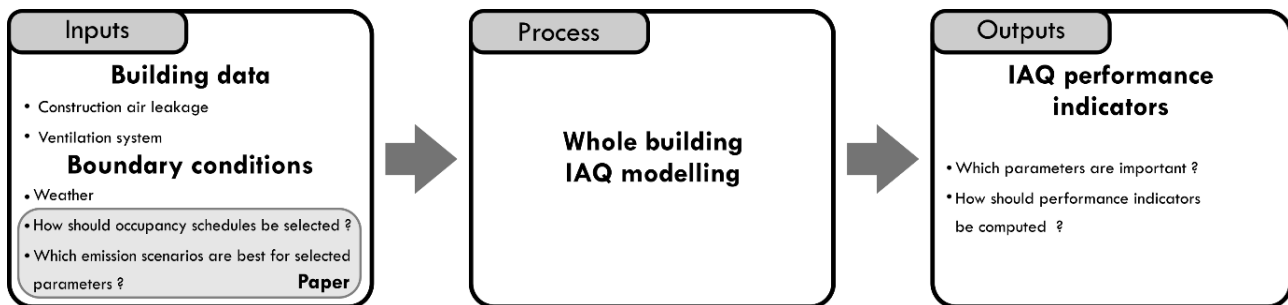 Inputs
Building data
• Construction air leakage
• Ventilation system
Boundary conditions
• Weather
• How should occupancy schedules be selected ?
• Which emission scenarios are best for selected
parameters ?
Paper
Process
Whole building
IAQ modelling
Outputs
IAQ performance
indicators
• Which parameters are important ?
• How should performance indicators
be computed ?